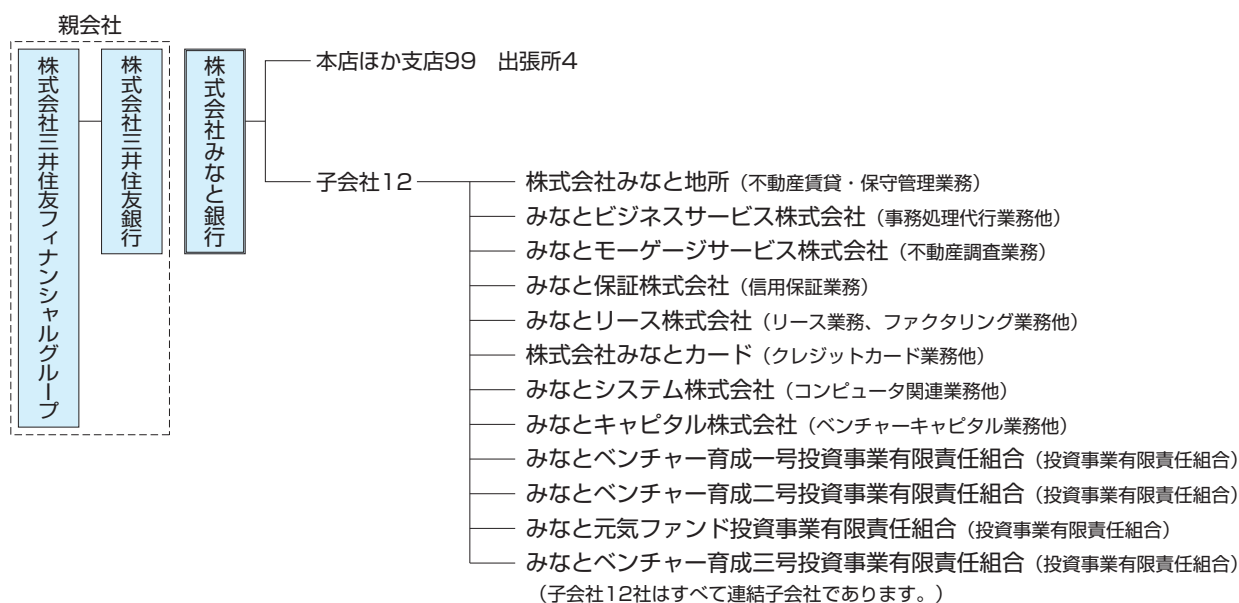 親会社
株式会社三井住友フィナンシャルグループ
株式会社三井住友銀行
株式会社みなと銀行
本店ほか支店99　出張所4
子会社12
株式会社みなと地所（不動産賃貸・保守管理業務）
みなとビジネスサービス株式会社（事務処理代行業務他）
みなとモーゲージサービス株式会社（不動産調査業務）
みなと保証株式会社（信用保証業務）
みなとリース株式会社（リース業務、ファクタリング業務他）
株式会社みなとカード（クレジットカード業務他）
みなとシステム株式会社（コンピュータ関連業務他）
みなとキャピタル株式会社（ベンチャーキャピタル業務他）
みなとベンチャー育成一号投資事業有限責任組合（投資事業有限責任組合）
みなとベンチャー育成二号投資事業有限責任組合（投資事業有限責任組合）
みなと元気ファンド投資事業有限責任組合（投資事業有限責任組合）
みなとベンチャー育成三号投資事業有限責任組合（投資事業有限責任組合）
（子会社12社はすべて連結子会社であります。）